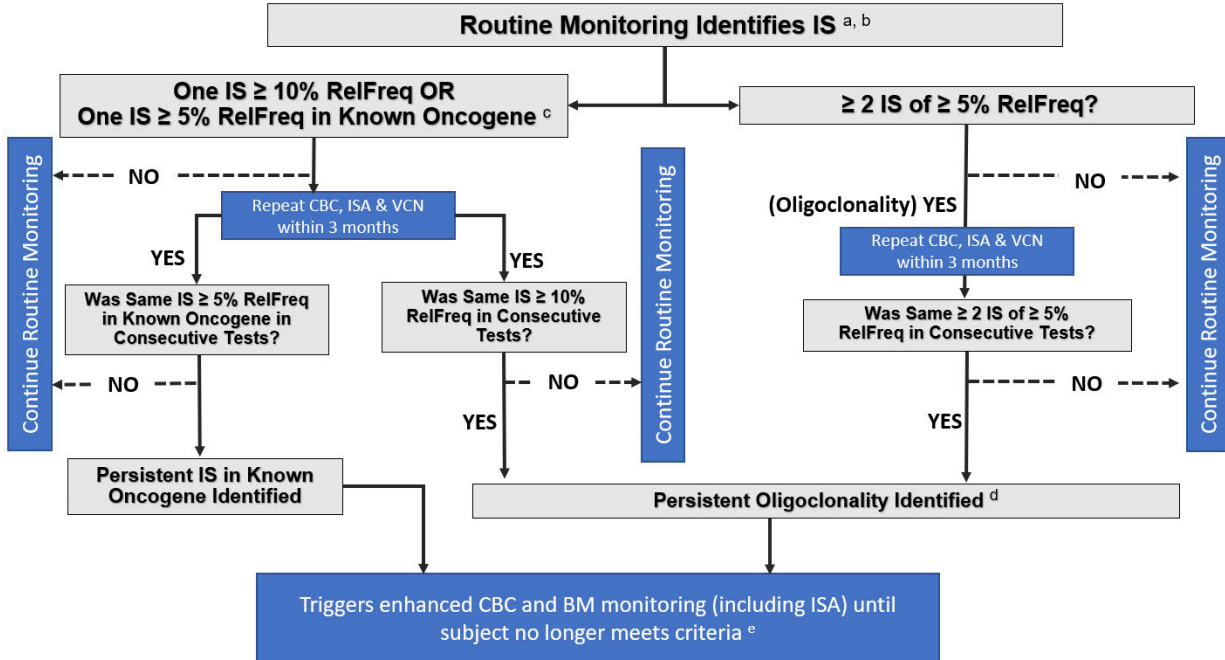 Routine Monitoring Identifies IS a, b
One IS ≥ 10% RelFreq OR
One IS ≥ 5% RelFreq in Known Oncogene c
≥ 2 IS of ≥ 5% RelFreq?
Continue Routine Monitoring
NO
Repeat CBC, ISA & VCN
within 3 months
YES
YES
Was Same IS ≥ 5% RelFreq
in Known Oncogene in
Consecutive Tests?
Was Same IS ≥ 10%
RelFreq in Consecutive
Tests?
NO
NO
Continue Routine Monitoring
YES
YES
NO
(Oligoclonality) YES
Repeat CBC, ISA & VCN
within 3 months
Was Same ≥ 2 IS of ≥ 5%
RelFreq in Consecutive Tests?
NO
YES
Continue Routine Monitoring
Persistent IS in Known
Oncogene Identified
Persistent Oligoclonality Identified d
Triggers enhanced CBC and BM monitoring (including ISA) until
subject no longer meets criteria e